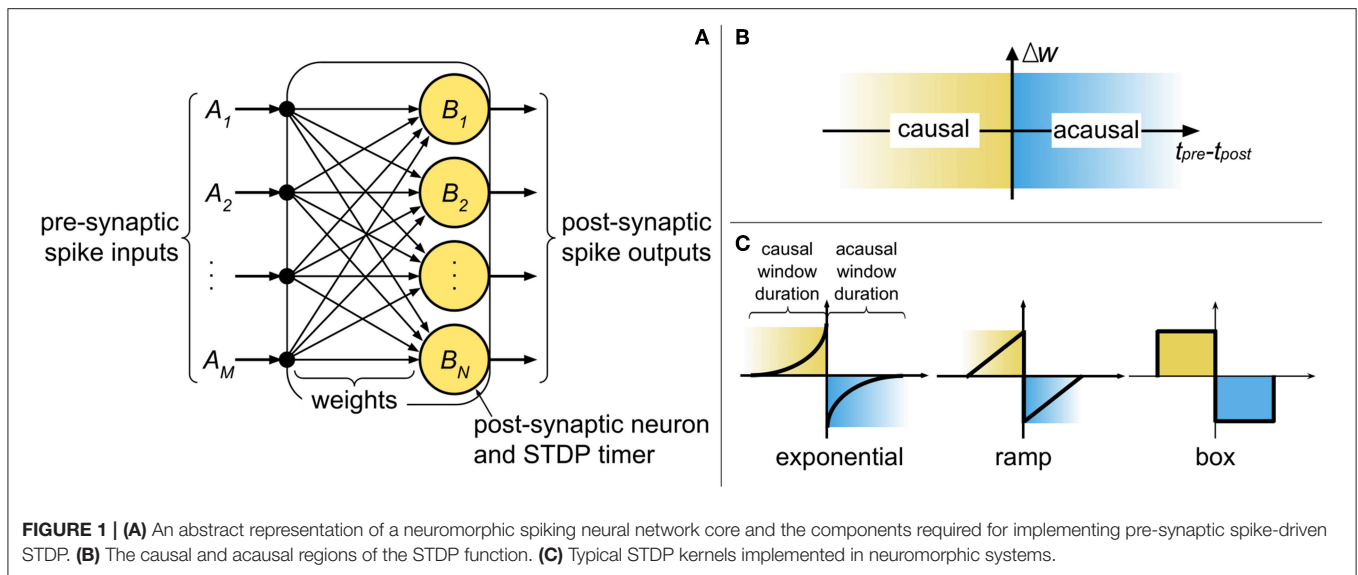 A
A1
A2
⋮
AM
pre-synaptic
spike inputs
B1
B2
⋮
BN
weights
post-synaptic
spike outputs
post-synaptic neuron
and STDP timer
B
Δw
causal
acausal
tpre-tpost
C
causal
window
duration
acausal
window
duration
exponential
ramp
box
FIGURE 1 | (A) An abstract representation of a neuromorphic spiking neural network core and the components required for implementing pre-synaptic spike-driven
STDP. (B) The causal and acausal regions of the STDP function. (C) Typical STDP kernels implemented in neuromorphic systems.